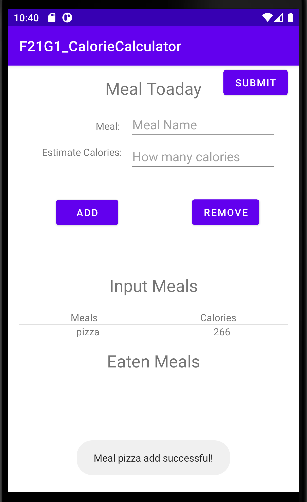 10:40
F21G1_CalorieCalculator
Meal Toaday
SUBMIT
Meal: Meal Name
Estimate Calories: How many calories
ADD REMOVE
Input Meals
Meals Calories
pizza 266
Eaten Meals
Meal pizza add successful!